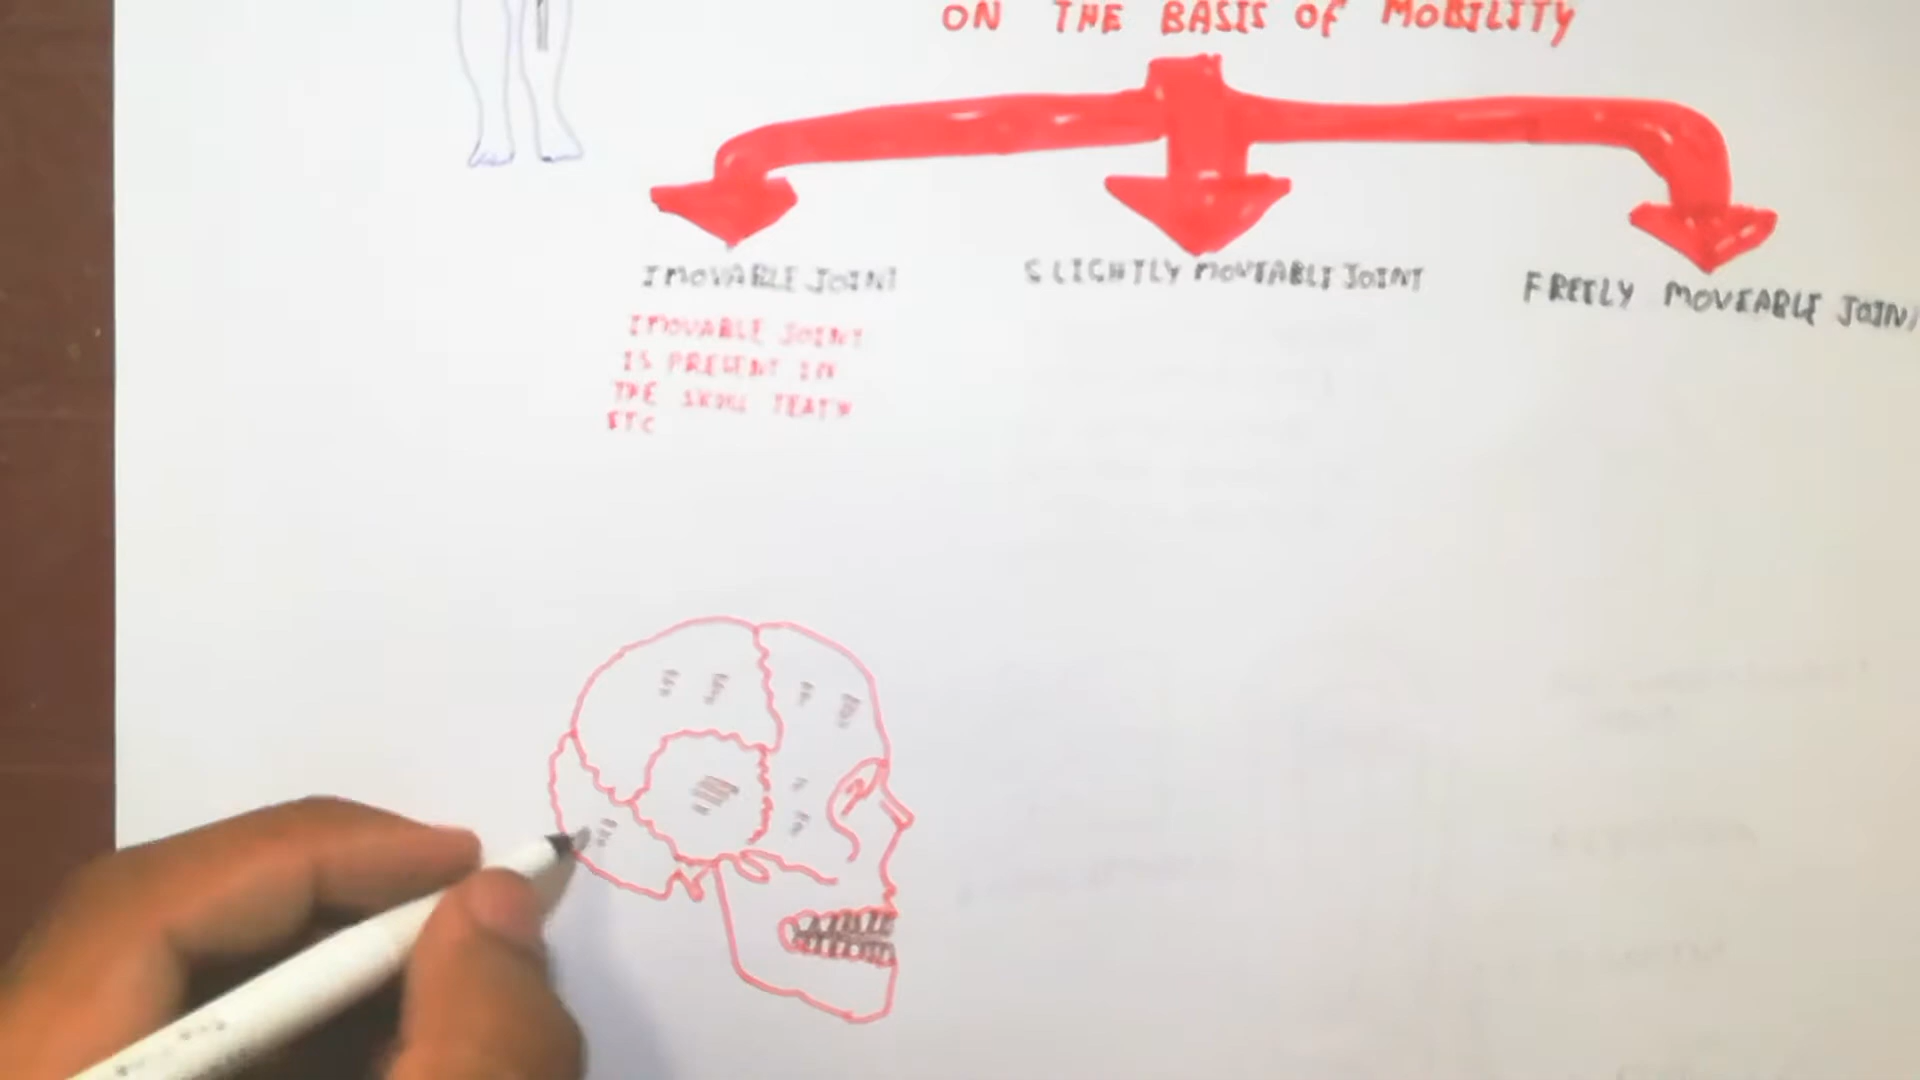 ON THE BASIS OF MOBILITY
IMOVABLE JOINT
SLIGHTLY MOVEABLE JOINT
FREELY MOVEABLE JOIN
IMOVABLE JOINT
IS PRESENT IN
THE SKULL TEATH
ETC